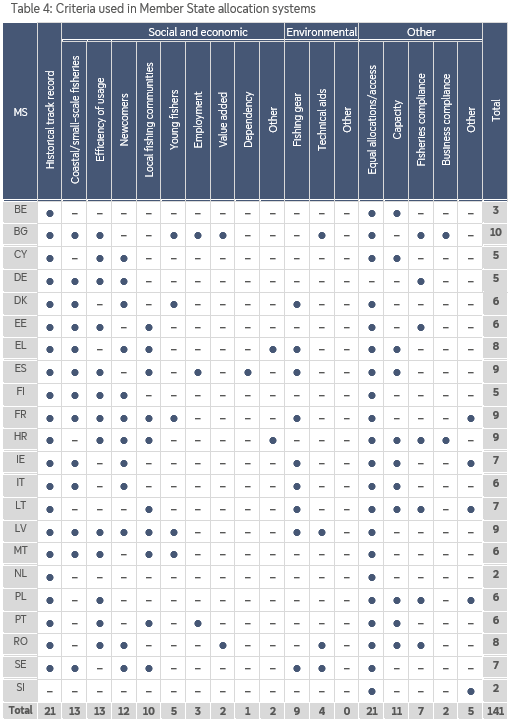 Table 4: Criteria used in Member State allocation systems
Social and economic Environmental Other
MS Historical track record Coastal/small-scale fisheries Efficiency of usage Newcomers Local fishing communities Young fishers Employment Value added Dependency Other Fishing gear Technical aids Other Equal allocations/access Capacity Fisheries compliance Business compliance Other Total
BE ● – – – – – – – – – – – – ● ● – – – 3
BG ● ● ● – – ● ● ● – – – ● – ● – ● ● – 10
CY ● – ● ● – – – – – – – – – ● ● – – – 5
DE ● ● ● ● – – – – – – – – – – – ● – – 5
DK ● ● – ● – ● – – – – ● – – ● – – – – 6
EE ● ● ● – ● – – – – – – – – ● – ● – – 6
EL ● ● – ● ● – – – – ● ● – – ● ● – – – 8
ES ● ● ● – ● – ● – ● – ● – – ● ● – – – 9
FI ● ● ● ● – – – – – – – – – ● – – – – 5
FR ● ● ● ● ● ● – – – – ● – – ● – – – ● 9
HR ● – ● ● ● – – – – ● – – – ● ● ● ● – 9
IE ● ● – ● – – – – – – ● – – ● ● – – ● 7
IT ● ● – ● – – – – – – ● – – ● ● – – – 6
LT ● – – – ● – – – – – ● – – ● ● ● – ● 7
LV ● ● ● ● ● ● – – – – ● ● – ● – – – – 9
MT ● ● ● – ● ● – – – – – – – ● – – – – 6
NL ● – – – – – – – – – – – – ● – – – – 2
PL ● – ● – – – – – – – – – – ● ● ● – ● 6
PT ● – ● – ● – ● – – – – – – ● ● – – – 6
RO ● – ● ● – – – ● – – – ● – ● ● ● – – 8
SE ● ● – ● ● – – – – – ● ● – ● – – – – 7
SI – – – – – – – – – – – – – ● – – – ● 2
Total 21 13 13 12 10 5 3 2 1 2 9 4 0 21 11 7 2 5 141